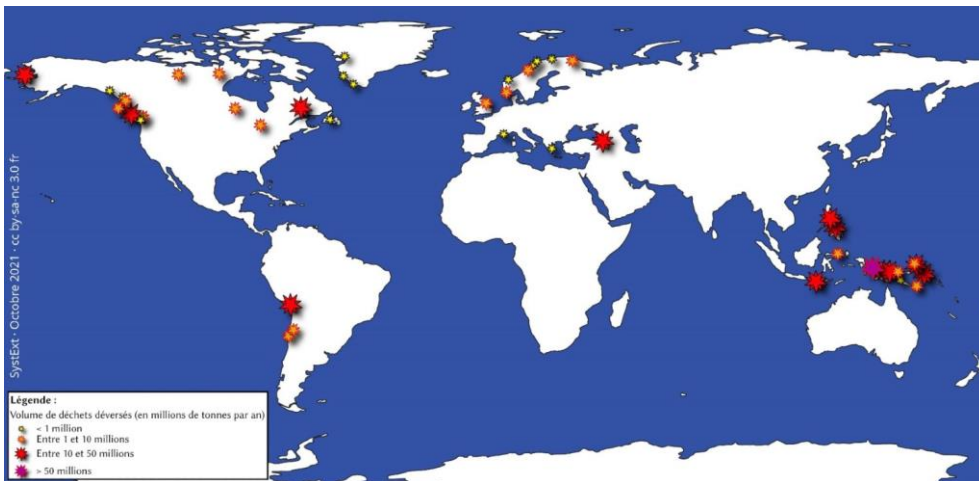 SystExt · Octobre 2021 · cc by-sa-nc 3.0 fr
Légende :
Volume de déchets déversés (en millions de tonnes par an)
< 1 million
Entre 1 et 10 millions
Entre 10 et 50 millions
> 50 millions